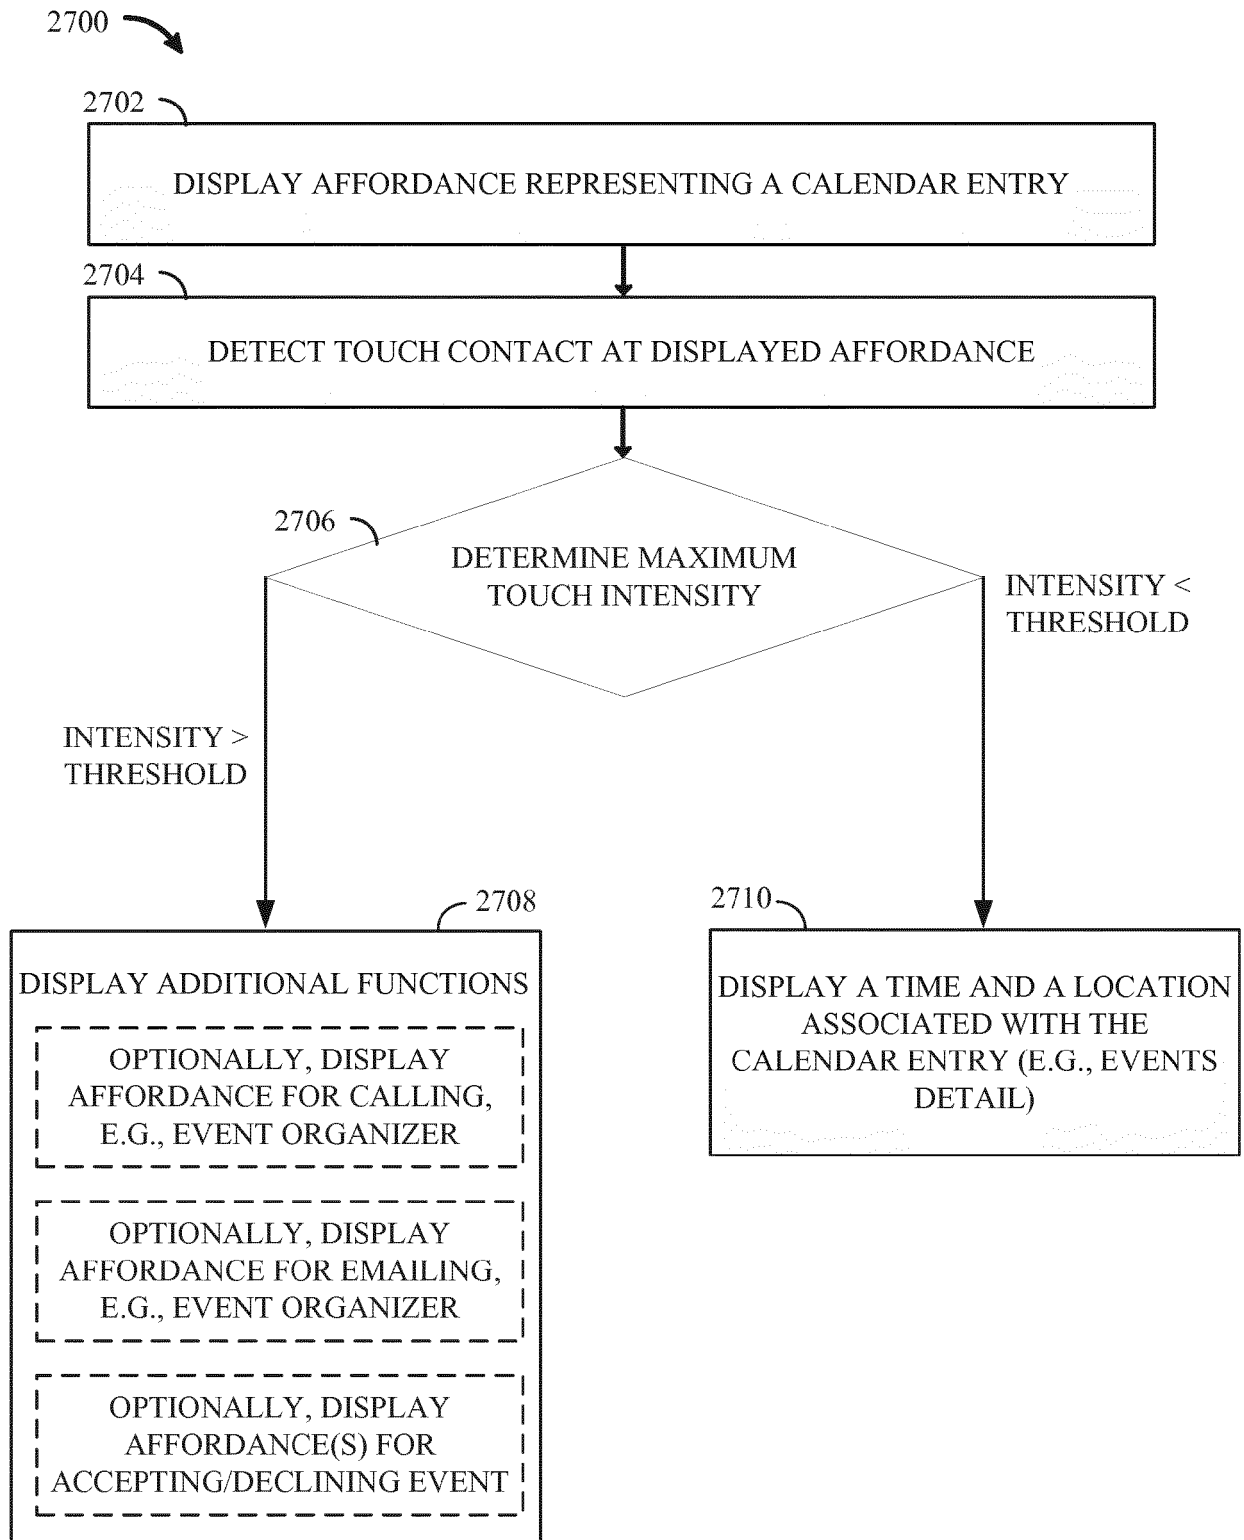 2700
2702
DISPLAY AFFORDANCE REPRESENTING A CALENDAR ENTRY
2704
DETECT TOUCH CONTACT AT DISPLAYED AFFORDANCE
2706
DETERMINE MAXIMUM
TOUCH INTENSITY
INTENSITY <
THRESHOLD
INTENSITY >
THRESHOLD
2708
DISPLAY ADDITIONAL FUNCTIONS
OPTIONALLY, DISPLAY
AFFORDANCE FOR CALLING,
E.G., EVENT ORGANIZER
OPTIONALLY, DISPLAY
AFFORDANCE FOR EMAILING,
E.G., EVENT ORGANIZER
OPTIONALLY, DISPLAY
AFFORDANCE(S) FOR
ACCEPTING/DECLINING EVENT
2710
DISPLAY A TIME AND A LOCATION
ASSOCIATED WITH THE
CALENDAR ENTRY (E.G., EVENTS
DETAIL)